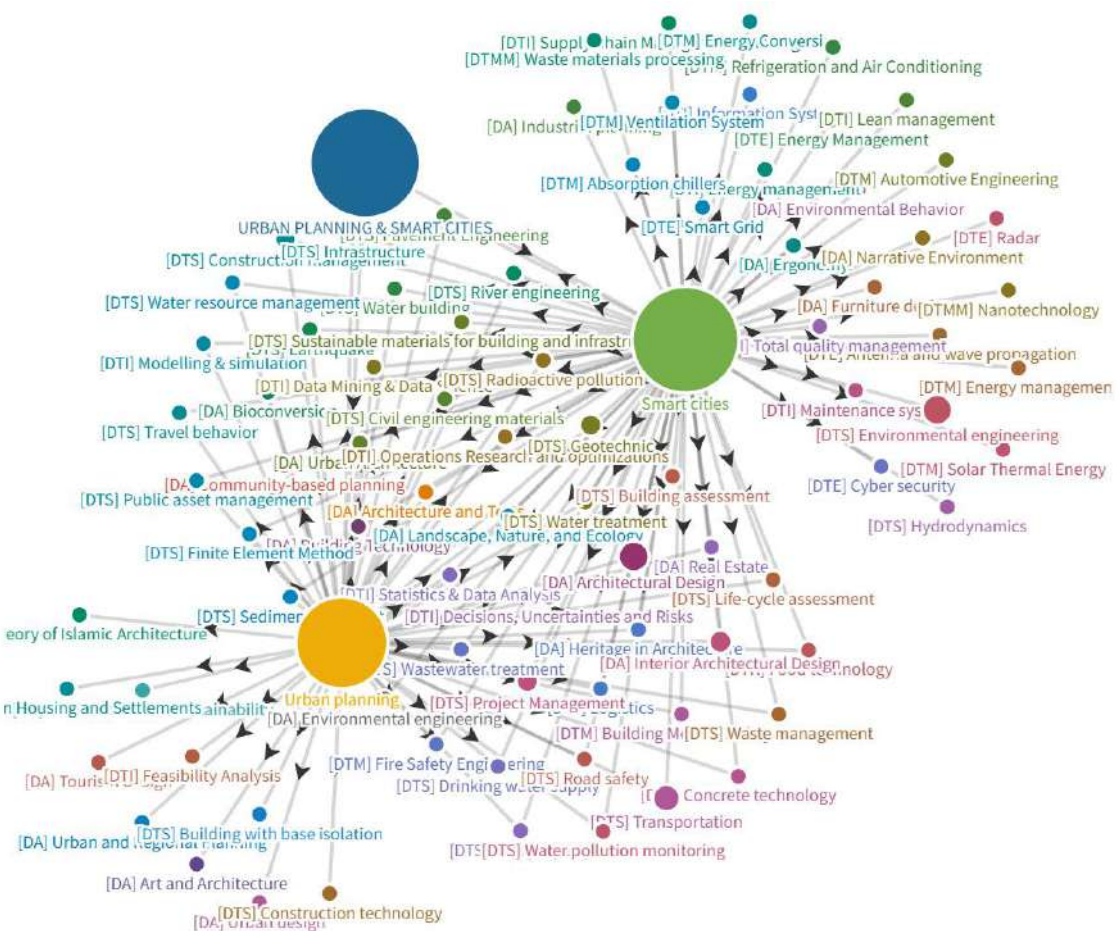 [DTI] Supply Chain M
[DTM] Energy Conversi
[DTMM] Waste materials processing
Refrigeration and Air Conditioning
[DA] Industri
[DTM] Ventilation System
Information Syst
[DTI] Lean management
[DTE] Energy Management
[DTM] Absorption chillers
Energy management
[DTM] Automotive Engineering
[DA] Environmental Behavior
URBAN PLANNING & SMART CITIES
[DTE] Smart Grid
[DTE] Radar
Engineering
[DTS] Infrastructure
[DTS] Construction
[DA] Ergonomy
[DA] Narrative Environment
[DTS] Water resource management
[DTS] River engineering
Water building
[DA] Furniture d
[DTMM] Nanotechnology
[DTS] Sustainable materials for building and infrastr
Total quality management
and wave propagation
[DTI] Modelling & simulation
[DTS] Radioactive pollution
[DTI] Data Mining & Data
[DTM] Energy managemen
Smart cities
[DA] Bioconversi
[DTS] Civil engineering materials
[DTI] Maintenance sys
[DTS] Travel behavior
[DTS] Geotechnic
[DTS] Environmental engineering
[DA] Urban
[DTI] Operations Research and optimizations
[DTM] Solar Thermal Energy
Community-based planning
[DTE] Cyber security
[DTS] Public asset management
[DTS] Building assessment
[DA] Architecture and
[DTS] Water treatment
[DTS] Hydrodynamics
[DA] Landscape, Nature, and Ecology
[DTS] Finite Element Method
Technology
[DA] Real Estate
[DA] Architectural Design
[DTI] Statistics & Data Analysis
[DTS] Life-cycle assessment
[DTS] Sedimen
[DTI] Decisions, Uncertainties and Risks
eory of Islamic Architecture
[DA] Heritage in Architecture
[DA] Interior Architectural Design
Wastewater treatment
Urban planning
n Housing and Settlements
[DTS] Project Management
[DA] Environmental engineering
[DTM] Building M
[DTS] Waste management
[DTM] Fire Safety Engineering
[DA] Touris
[DTI] Feasibility Analysis
[DTS] Drinking water supply
[DTS] Road safety
Concrete technology
[DTS] Transportation
[DTS] Building with base isolation
[DA] Urban and Regional Planning
[DTS] Water pollution monitoring
[DA] Art and Architecture
[DTS] Construction technology
[DA] Urban design